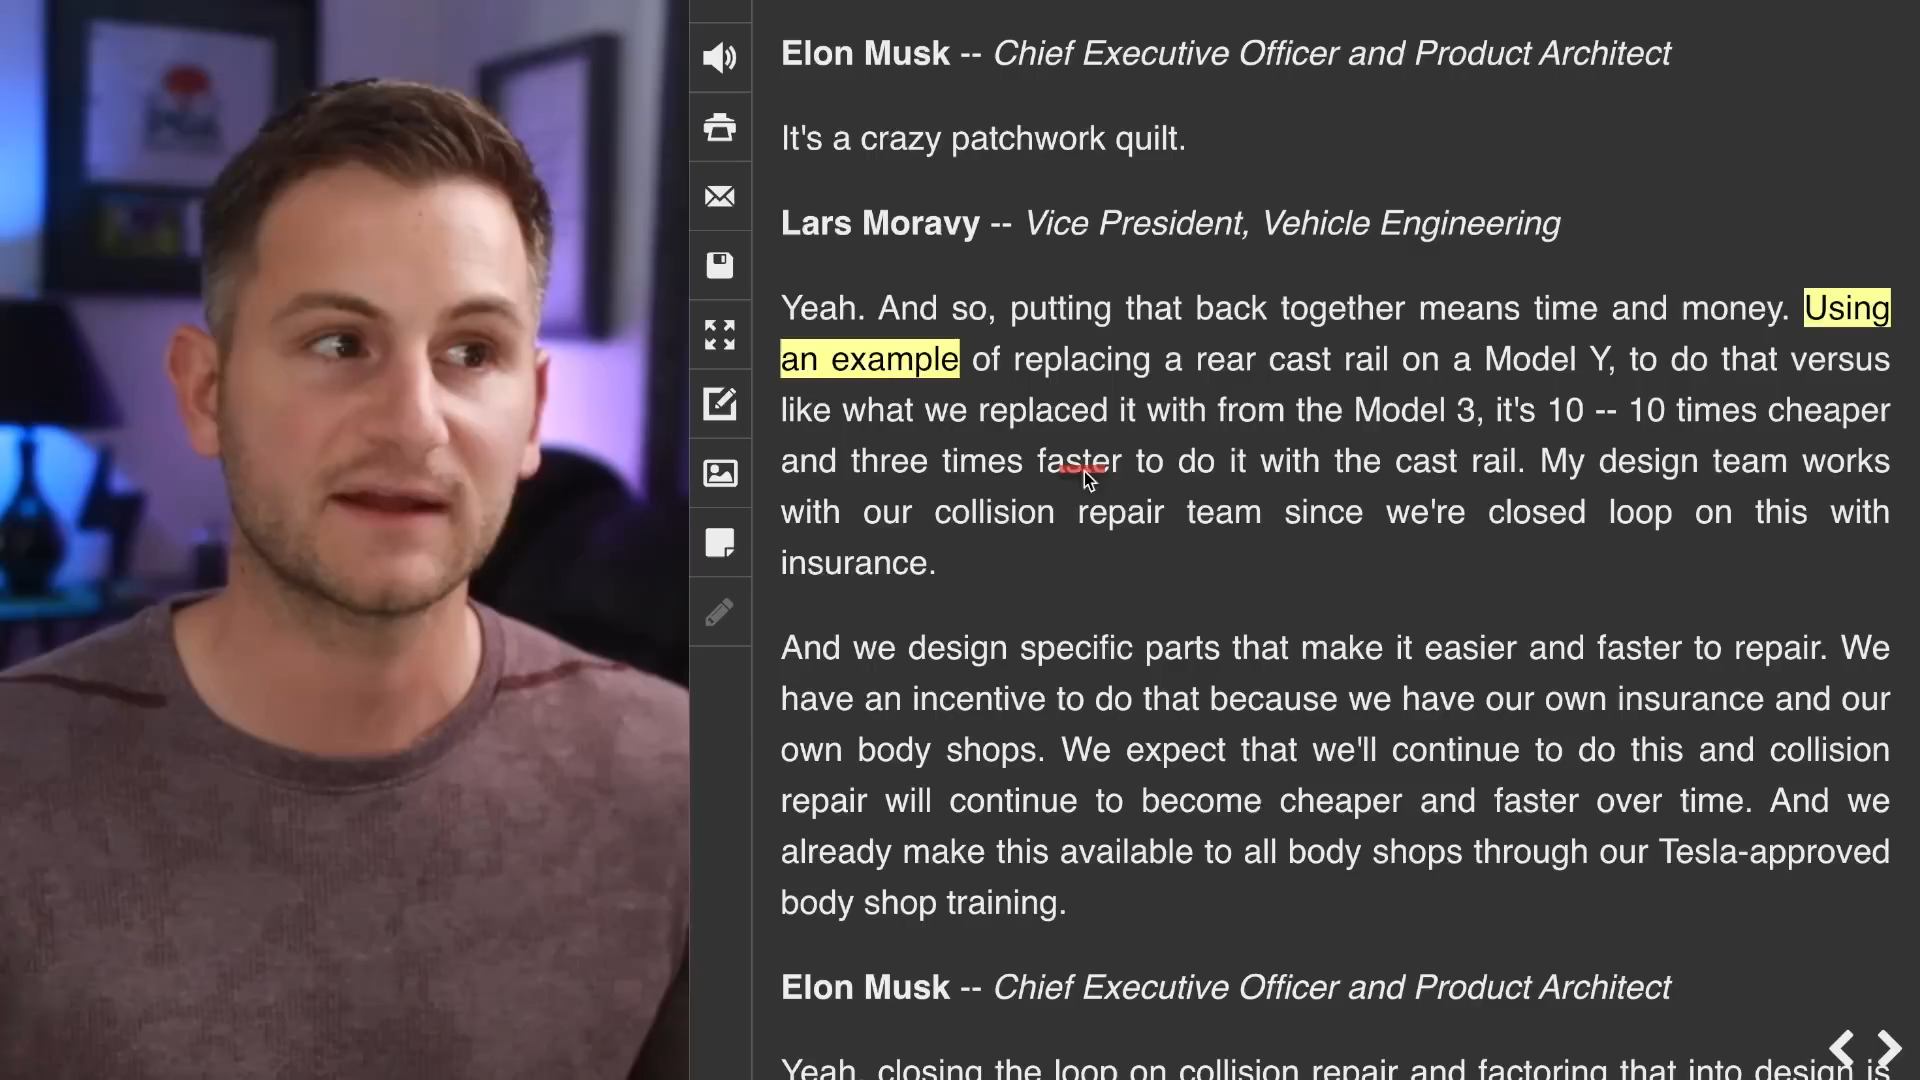 Elon Musk -- Chief Executive Officer and Product Architect
It's a crazy patchwork quilt.
Lars Moravy -- Vice President, Vehicle Engineering
Yeah. And so, putting that back together means time and money. Using
an example of replacing a rear cast rail on a Model Y, to do that versus
like what we replaced it with from the Model 3, it's 10 -- 10 times cheaper
and three times faster to do it with the cast rail. My design team works
with our collision repair team since we're closed loop on this with
insurance.
And we design specific parts that make it easier and faster to repair. We
have an incentive to do that because we have our own insurance and our
own body shops. We expect that we'll continue to do this and collision
repair will continue to become cheaper and faster over time. And we
already make this available to all body shops through our Tesla-approved
body shop training.
Elon Musk -- Chief Executive Officer and Product Architect
Yeah, closing the loop on collision repair and factoring that into design is